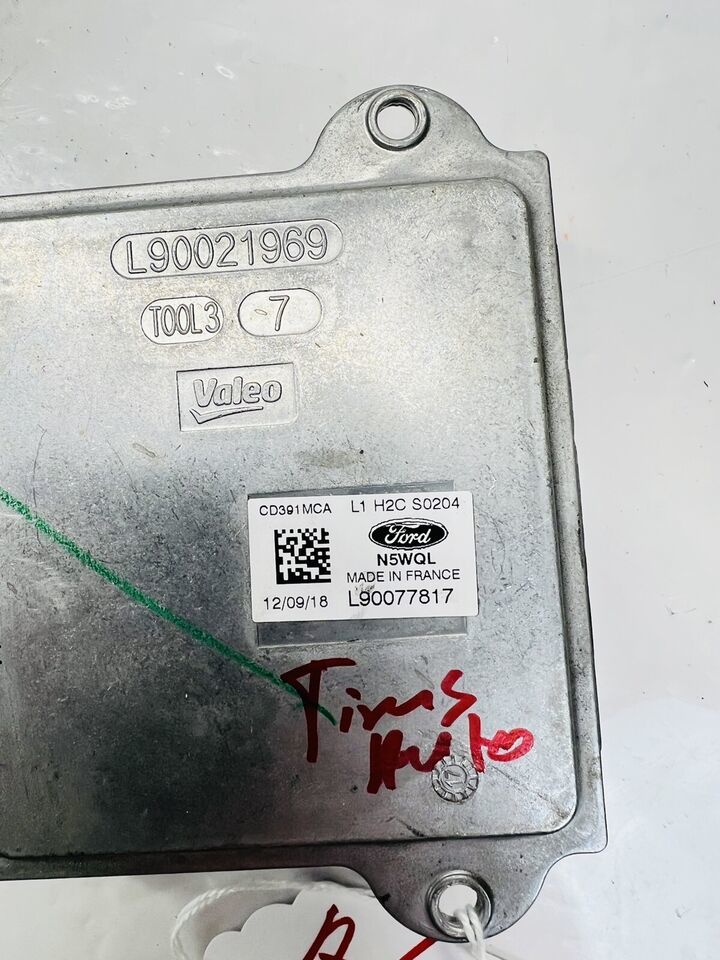 L90021969
TOOL3 7
Valeo
CD391MCA L1 H2C S0204
Ford
N5WQL
MADE IN FRANCE
12/09/18 L90077817
Tims
Auto